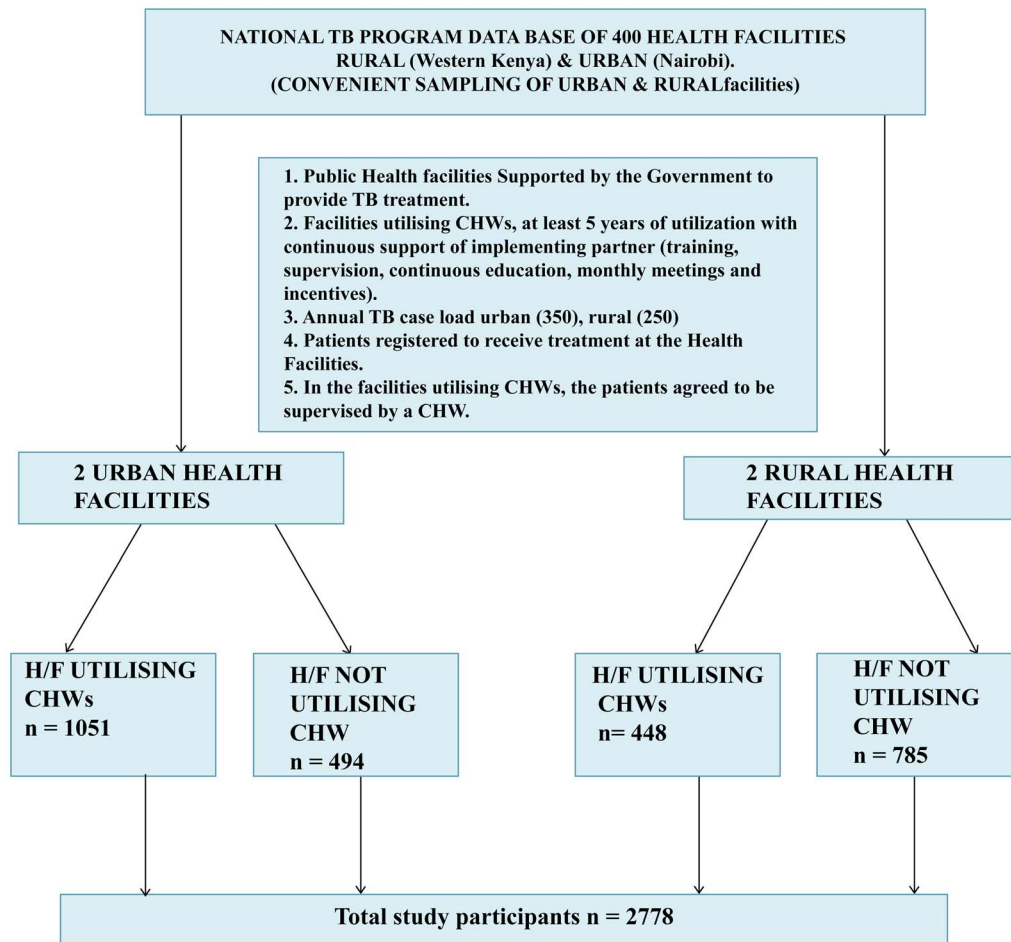 NATIONAL TB PROGRAM DATA BASE OF 400 HEALTH FACILITIES
RURAL (Western Kenya) & URBAN (Nairobi).
(CONVENIENT SAMPLING OF URBAN & RURALfacilities)
1. Public Health facilities Supported by the Government to
provide TB treatment.
2. Facilities utilising CHWs, at least 5 years of utilization with
continuous support of implementing partner (training,
supervision, continuous education, monthly meetings and
incentives).
3. Annual TB case load urban (350), rural (250)
4. Patients registered to receive treatment at the Health
Facilities.
5. In the facilities utilising CHWs, the patients agreed to be
supervised by a CHW.
2 URBAN HEALTH
FACILITIES
2 RURAL HEALTH
FACILITIES
H/F UTILISING
CHWs
n = 1051
H/F NOT
UTILISING
CHW
n = 494
H/F UTILISING
CHWs
n= 448
H/F NOT
UTILISING
CHW
n = 785
Total study participants n = 2778